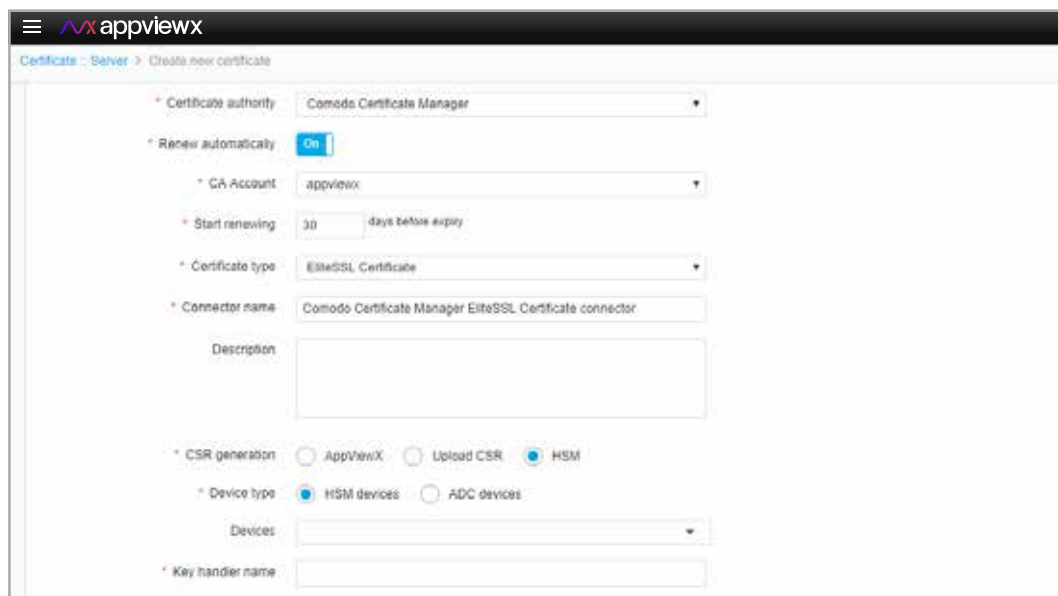 appviewx
Certificate :: Server > Create new certificate
* Certificate authority Comodo Certificate Manager
* Renew automatically On
* CA Account appviewx
* Start renewing 30 days before expiry
* Certificate type EliteSSL Certificate
* Connector name Comodo Certificate Manager EliteSSL Certificate connector
Description
* CSR generation AppViewX Upload CSR HSM
* Device type HSM devices ADC devices
Devices
* Key handler name